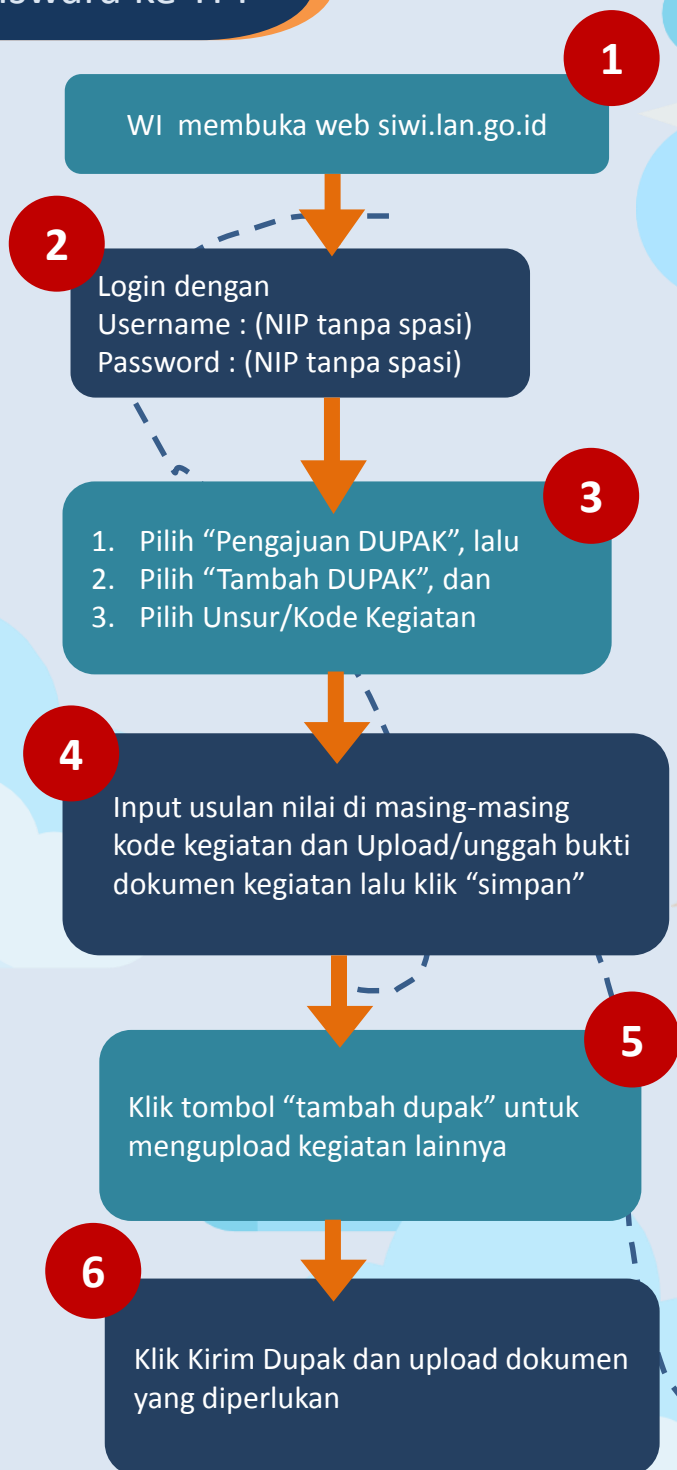 1
WI membuka web siwi.lan.go.id
2
Login dengan
Username : (NIP tanpa spasi)
Password : (NIP tanpa spasi)
3
1. Pilih “Pengajuan DUPAK”, lalu
2. Pilih “Tambah DUPAK”, dan
3. Pilih Unsur/Kode Kegiatan
4
Input usulan nilai di masing-masing
kode kegiatan dan Upload/unggah bukti
dokumen kegiatan lalu klik “simpan”
5
Klik tombol “tambah dupak” untuk
mengupload kegiatan lainnya
6
Klik Kirim Dupak dan upload dokumen
yang diperlukan